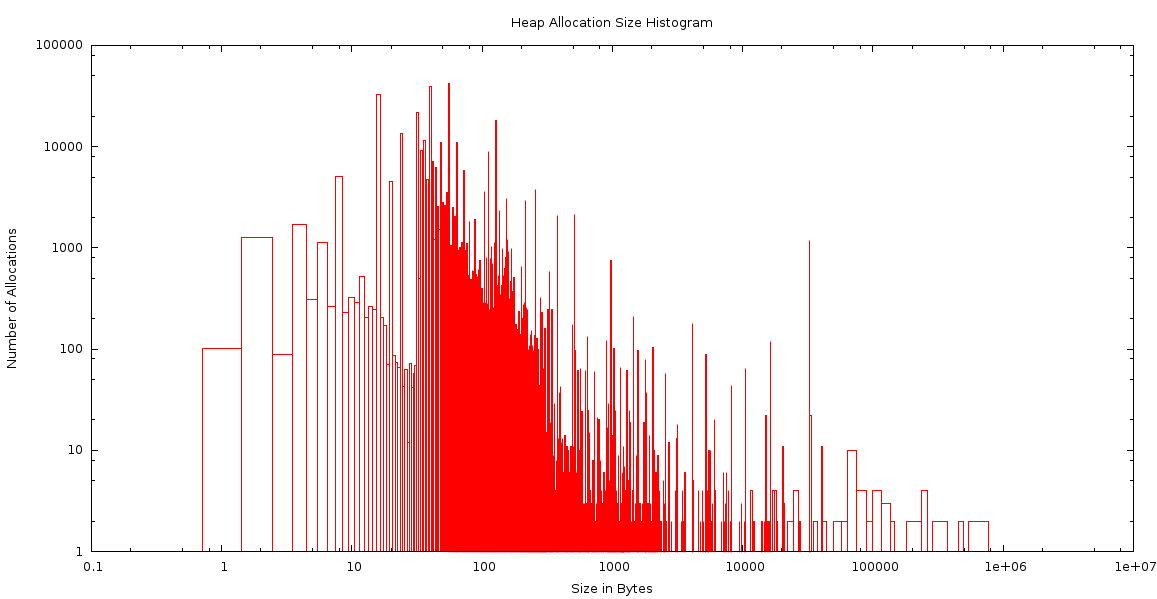 Heap Allocation Size Histogram
100000
10000
1000
100
10
1
Number of Allocations
0.1
1
10
100
1000
10000
100000
1e+06
1e+07
Size in Bytes